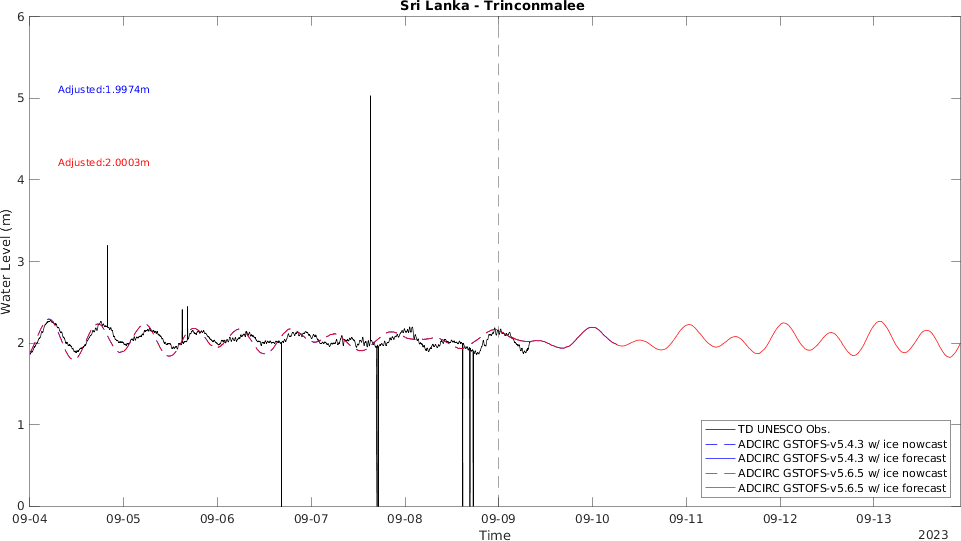 Sri Lanka - Trinconmalee
6
5
4
3
2
1
0
Water Level (m)
Adjusted:1.9974m
Adjusted:2.0003m
TD UNESCO Obs.
ADCIRC GSTOFS-v5.4.3 w/ ice nowcast
ADCIRC GSTOFS-v5.4.3 w/ ice forecast
ADCIRC GSTOFS-v5.6.5 w/ ice nowcast
ADCIRC GSTOFS-v5.6.5 w/ ice forecast
09-04 09-05 09-06 09-07 09-08 09-09 09-10 09-11 09-12 09-13
Time
2023